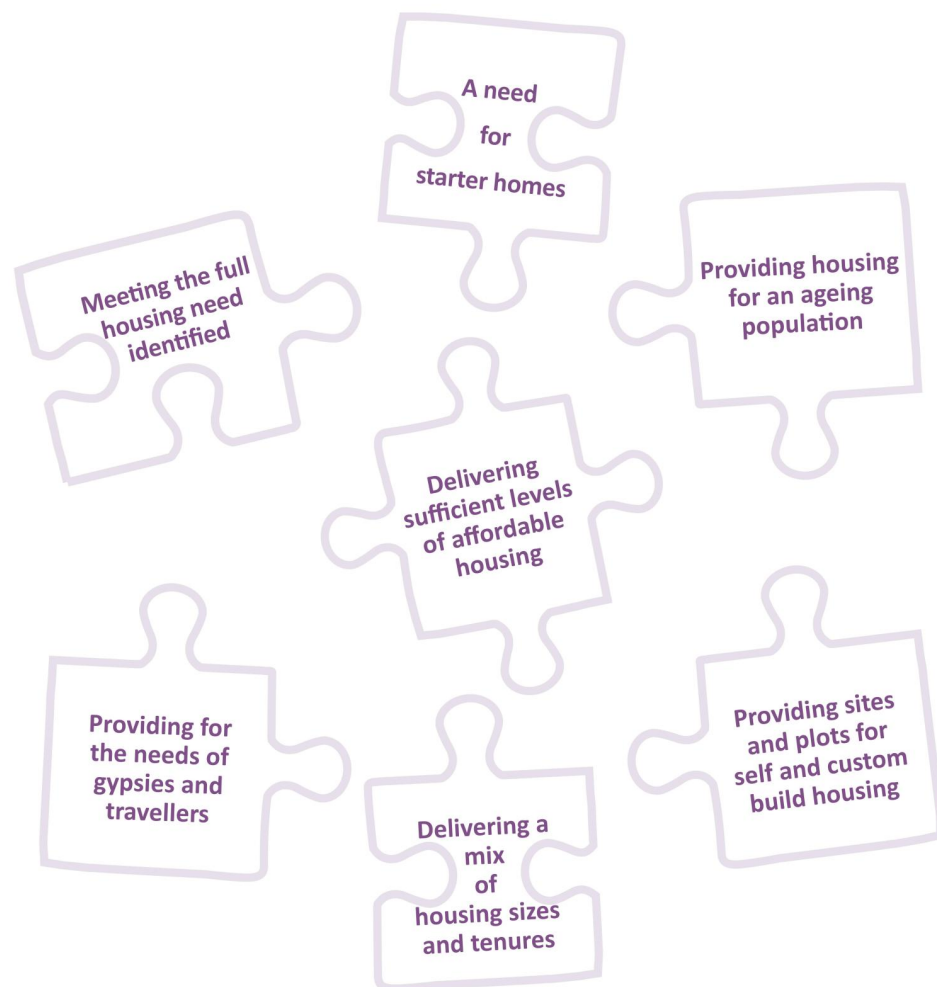 A need
for
starter homes
Meeting the full
housing need
identified
Providing housing
for an ageing
population
Delivering
sufficient levels
of affordable
housing
Providing for
the needs of
gypsies and
travellers
Delivering a
mix
of
housing sizes
and tenures
Providing sites
and plots for
self and custom
build housing